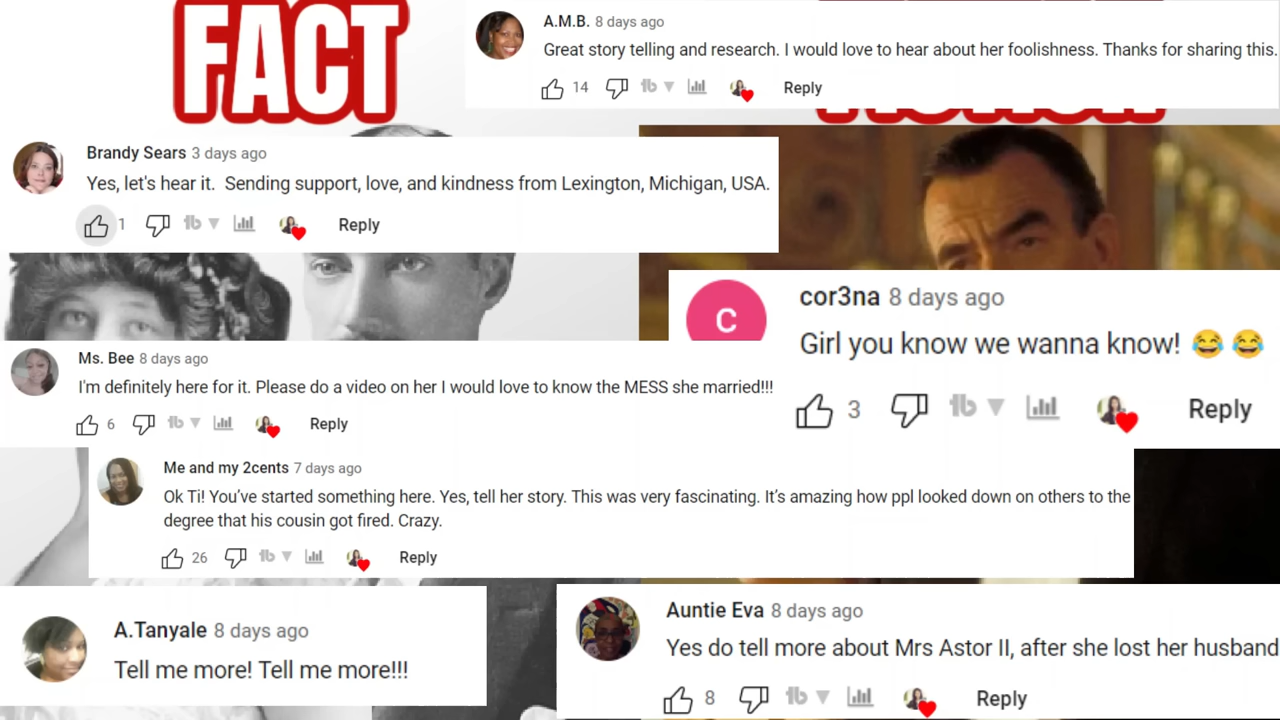 FACT
A.M.B. 8 days ago
Great story telling and research. I would love to hear about her foolishness. Thanks for sharing this.
14 tb Reply
Brandy Sears 3 days ago
Yes, let's hear it. Sending support, love, and kindness from Lexington, Michigan, USA.
1 tb Reply
C
cor3na 8 days ago
Girl you know we wanna know! 😂 😂
3 tb Reply
Ms. Bee 8 days ago
I'm definitely here for it. Please do a video on her I would love to know the MESS she married!!!
6 tb Reply
Me and my 2cents 7 days ago
Ok Ti! You've started something here. Yes, tell her story. This was very fascinating. It's amazing how ppl looked down on others to the
degree that his cousin got fired. Crazy.
26 tb Reply
A.Tanyale 8 days ago
Tell me more! Tell me more!!!
Auntie Eva 8 days ago
Yes do tell more about Mrs Astor II, after she lost her husband
8 tb Reply